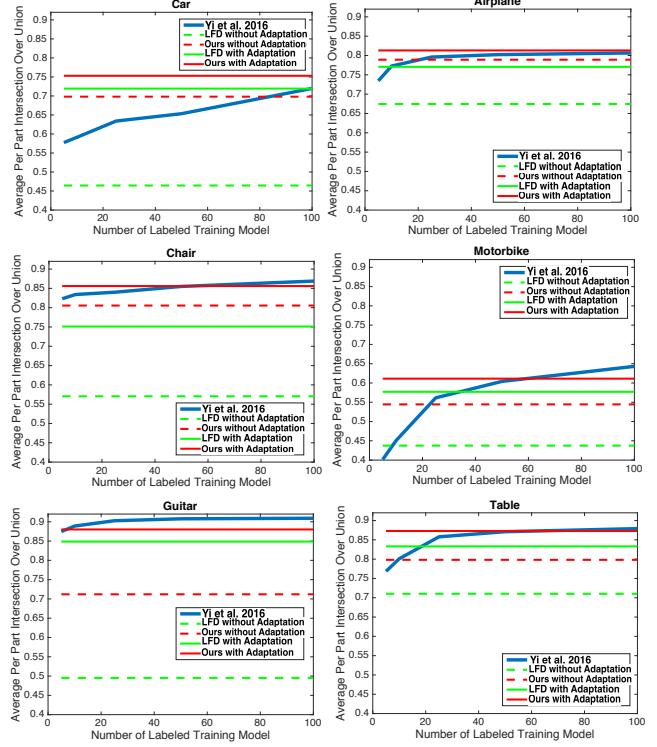 Car
Average Per Part Intersection Over Union
0.9
0.85
0.8
0.75
0.7
0.65
0.6
0.55
0.5
0.45
0.4
0 20 40 60 80 100
Number of Labeled Training Model
Yi et al. 2016
LFD without Adaptation
Ours without Adaptation
LFD with Adaptation
Ours with Adaptation
Airplane
Average Per Part Intersection Over Union
0.9
0.85
0.8
0.75
0.7
0.65
0.6
0.55
0.5
0.45
0.4
0 20 40 60 80 100
Number of Labeled Training Model
Yi et al. 2016
LFD without Adaptation
Ours without Adaptation
LFD with Adaptation
Ours with Adaptation
Chair
Average Per Part Intersection Over Union
0.9
0.85
0.8
0.75
0.7
0.65
0.6
0.55
0.5
0.45
0.4
0 20 40 60 80 100
Number of Labeled Training Model
Yi et al. 2016
LFD without Adaptation
Ours without Adaptation
LFD with Adaptation
Ours with Adaptation
Motorbike
Average Per Part Intersection Over Union
0.9
0.85
0.8
0.75
0.7
0.65
0.6
0.55
0.5
0.45
0.4
0 20 40 60 80 100
Number of Labeled Training Model
Yi et al. 2016
LFD without Adaptation
Ours without Adaptation
LFD with Adaptation
Ours with Adaptation
Guitar
Average Per Part Intersection Over Union
0.9
0.85
0.8
0.75
0.7
0.65
0.6
0.55
0.5
0.45
0.4
0 20 40 60 80 100
Number of Labeled Training Model
Yi et al. 2016
LFD without Adaptation
Ours without Adaptation
LFD with Adaptation
Ours with Adaptation
Table
Average Per Part Intersection Over Union
0.9
0.85
0.8
0.75
0.7
0.65
0.6
0.55
0.5
0.45
0.4
0 20 40 60 80 100
Number of Labeled Training Model
Yi et al. 2016
LFD without Adaptation
Ours without Adaptation
LFD with Adaptation
Ours with Adaptation